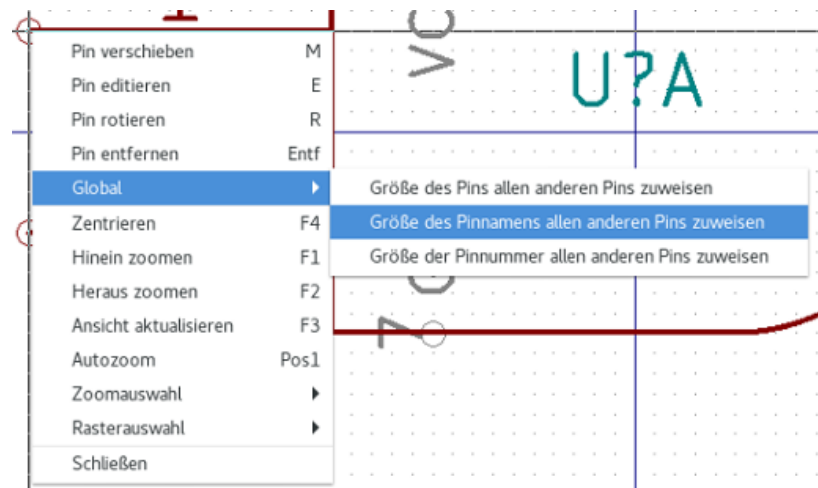 U?A
Pin verschieben M
Pin editieren E
Pin rotieren R
Pin entfernen Entf
Global
Größe des Pins allen anderen Pins zuweisen
Größe des Pinnamens allen anderen Pins zuweisen
Größe der Pinnummer allen anderen Pins zuweisen
Zentrieren F4
Hinein zoomen F1
Heraus zoomen F2
Ansicht aktualisieren F3
Autozoom Pos1
Zoomauswahl
Rasterauswahl
Schließen